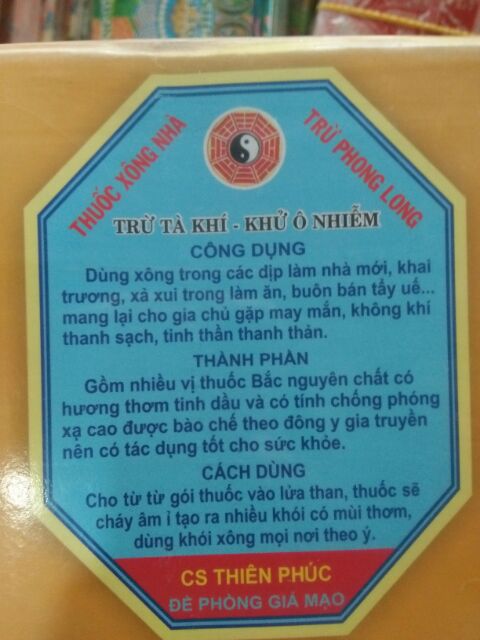 THUỐC XÔNG NHÀ
TRỪ PHONG LONG
TRỪ TÀ KHÍ - KHỬ Ô NHIỄM
CÔNG DỤNG
Dùng xông trong các dịp làm nhà mới, khai
trương, xả xui trong làm ăn, buôn bán tẩy uế...
mang lại cho gia chủ gặp may mắn, không khí
thanh sạch, tinh thần thanh thản.
THÀNH PHẦN
Gồm nhiều vị thuốc Bắc nguyên chất có
hương thơm tinh dầu và có tính chống phóng
xạ cao được bào chế theo đông y gia truyền
nên có tác dụng tốt cho sức khỏe.
CÁCH DÙNG
Cho từ từ gói thuốc vào lửa than, thuốc sẽ
cháy âm ỉ tạo ra nhiều khói có mùi thơm,
dùng khói xông mọi nơi theo ý.
CS THIÊN PHÚC
ĐỀ PHÒNG GIẢ MẠO